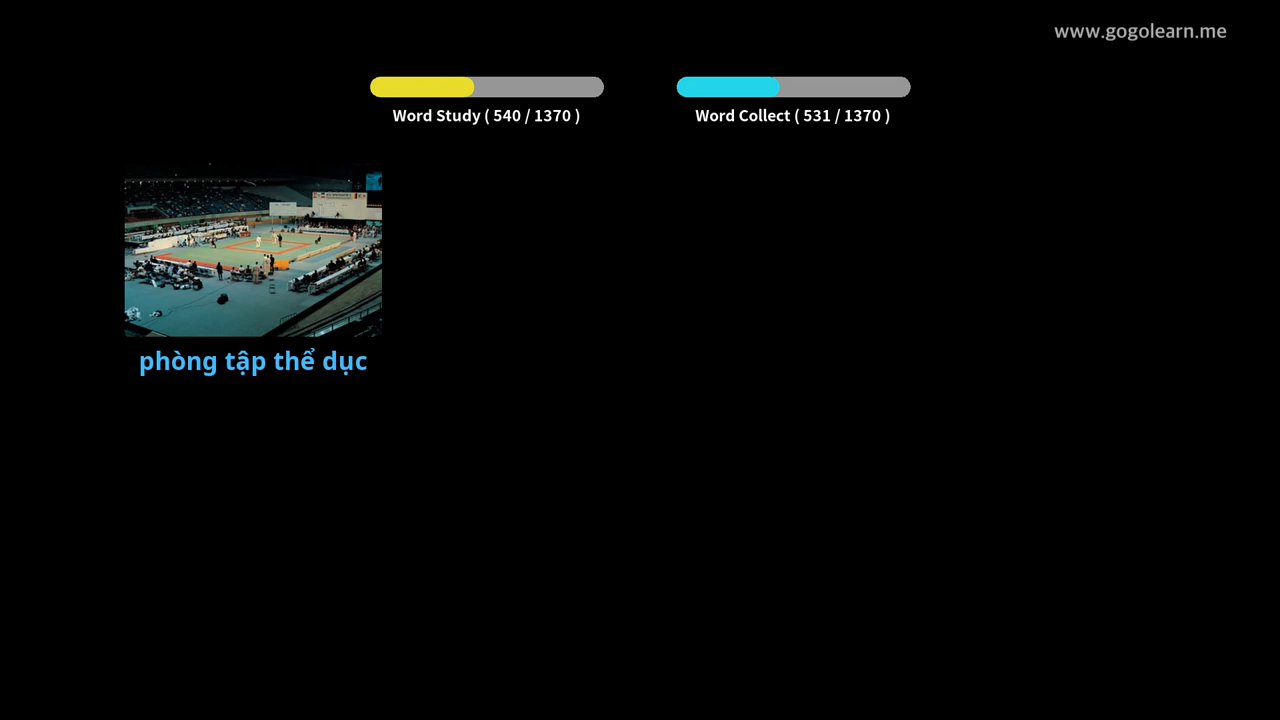 www.gogolearn.me
Word Study ( 540 / 1370 )
Word Collect ( 531 / 1370 )
phòng tập thể dục